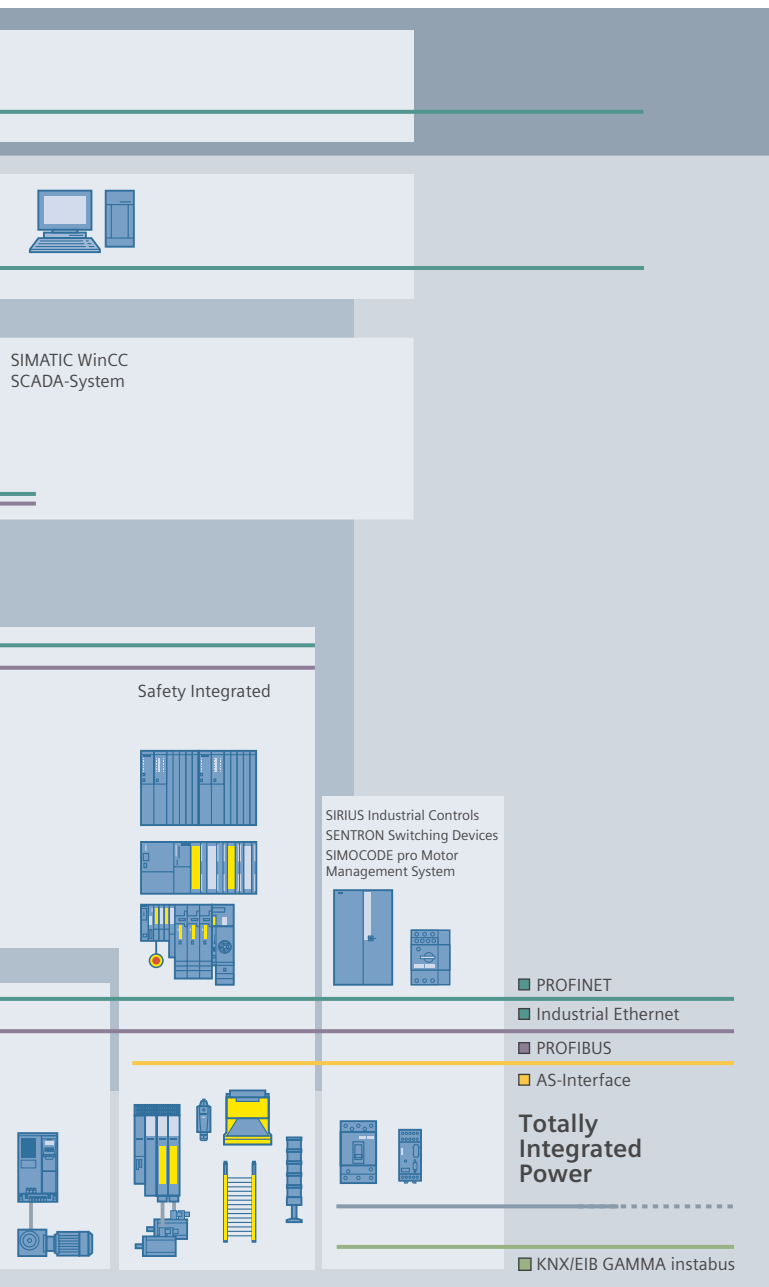 SIMATIC WinCC
SCADA-System
Safety Integrated
SIRIUS Industrial Controls
SENTRON Switching Devices
SIMOCODE pro Motor
Management System
PROFINET
Industrial Ethernet
PROFIBUS
AS-Interface
Totally
Integrated
Power
KNX/EIB GAMMA instabus